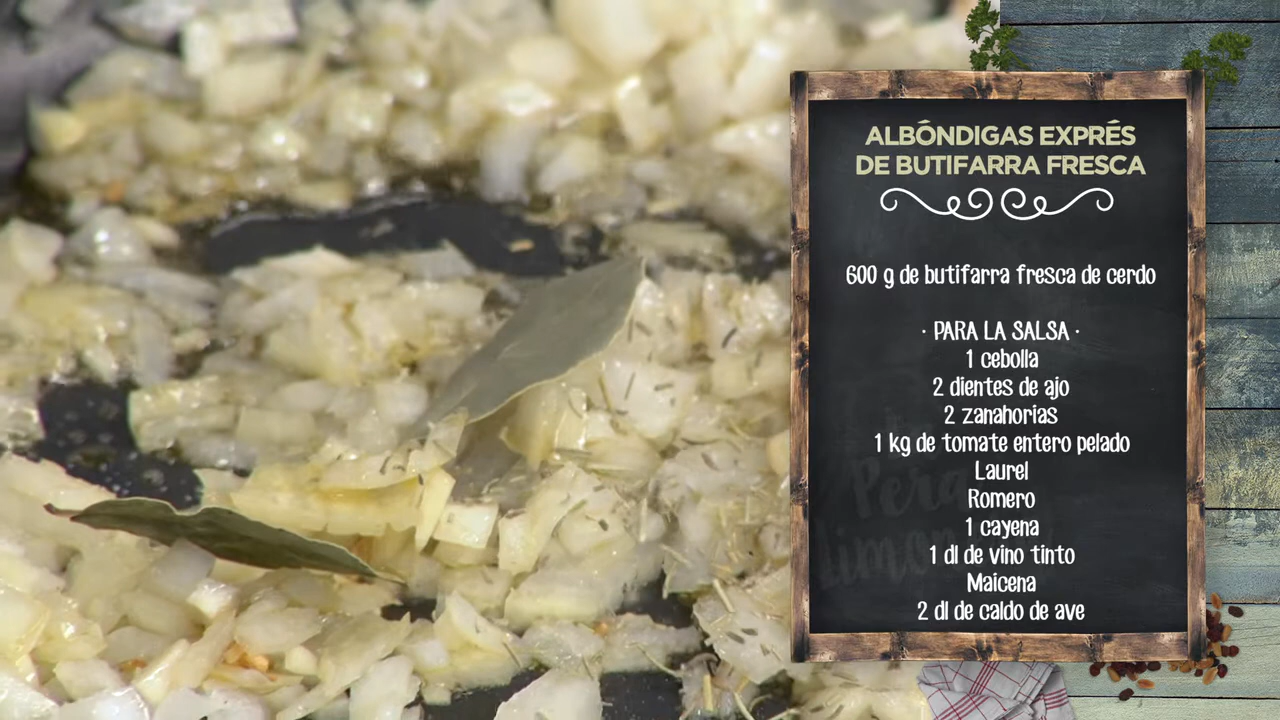 ALBÓNDIGAS EXPRÉS
DE BUTIFARRA FRESCA
600 g de butifarra fresca de cerdo
· PARA LA SALSA ·
1 cebolla
2 dientes de ajo
2 zanahorias
1 kg de tomate entero pelado
Laurel
Romero
1 cayena
1 dl de vino tinto
Maicena
2 dl de caldo de ave
Pera
limon